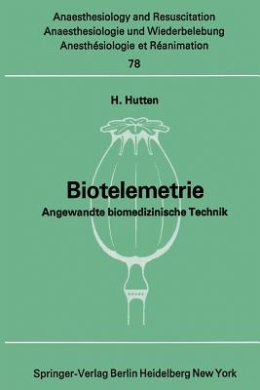 Anaesthesiology and Resuscitation
Anaesthesiologie und Wiederbelebung
Anesthésiologie et Réanimation
78
H. Hutten
Biotelemetrie
Angewandte biomedizinische Technik
Springer-Verlag Berlin Heidelberg New York